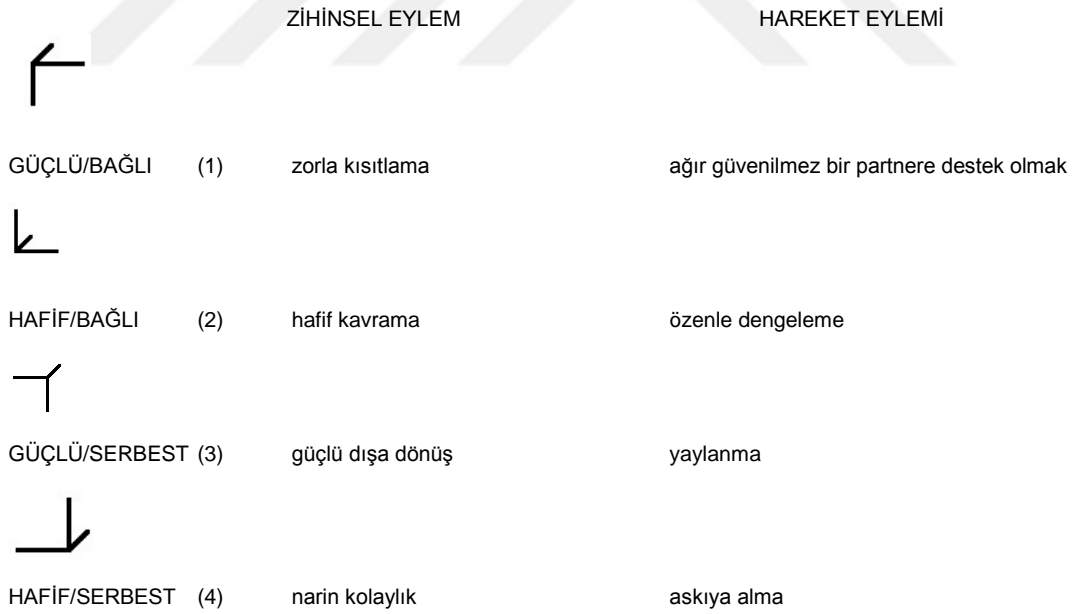 ZİHİNSEL EYLEM HAREKET EYLEMİ
GÜÇLÜ/BAĞLI (1) zorla kısıtlama ağır güvenilmez bir partnere destek olmak
HAFİF/BAĞLI (2) hafif kavrama özenle dengeleme
GÜÇLÜ/SERBEST (3) güçlü dışa dönüş yaylanma
HAFİF/SERBEST (4) narin kolaylık askıya alma